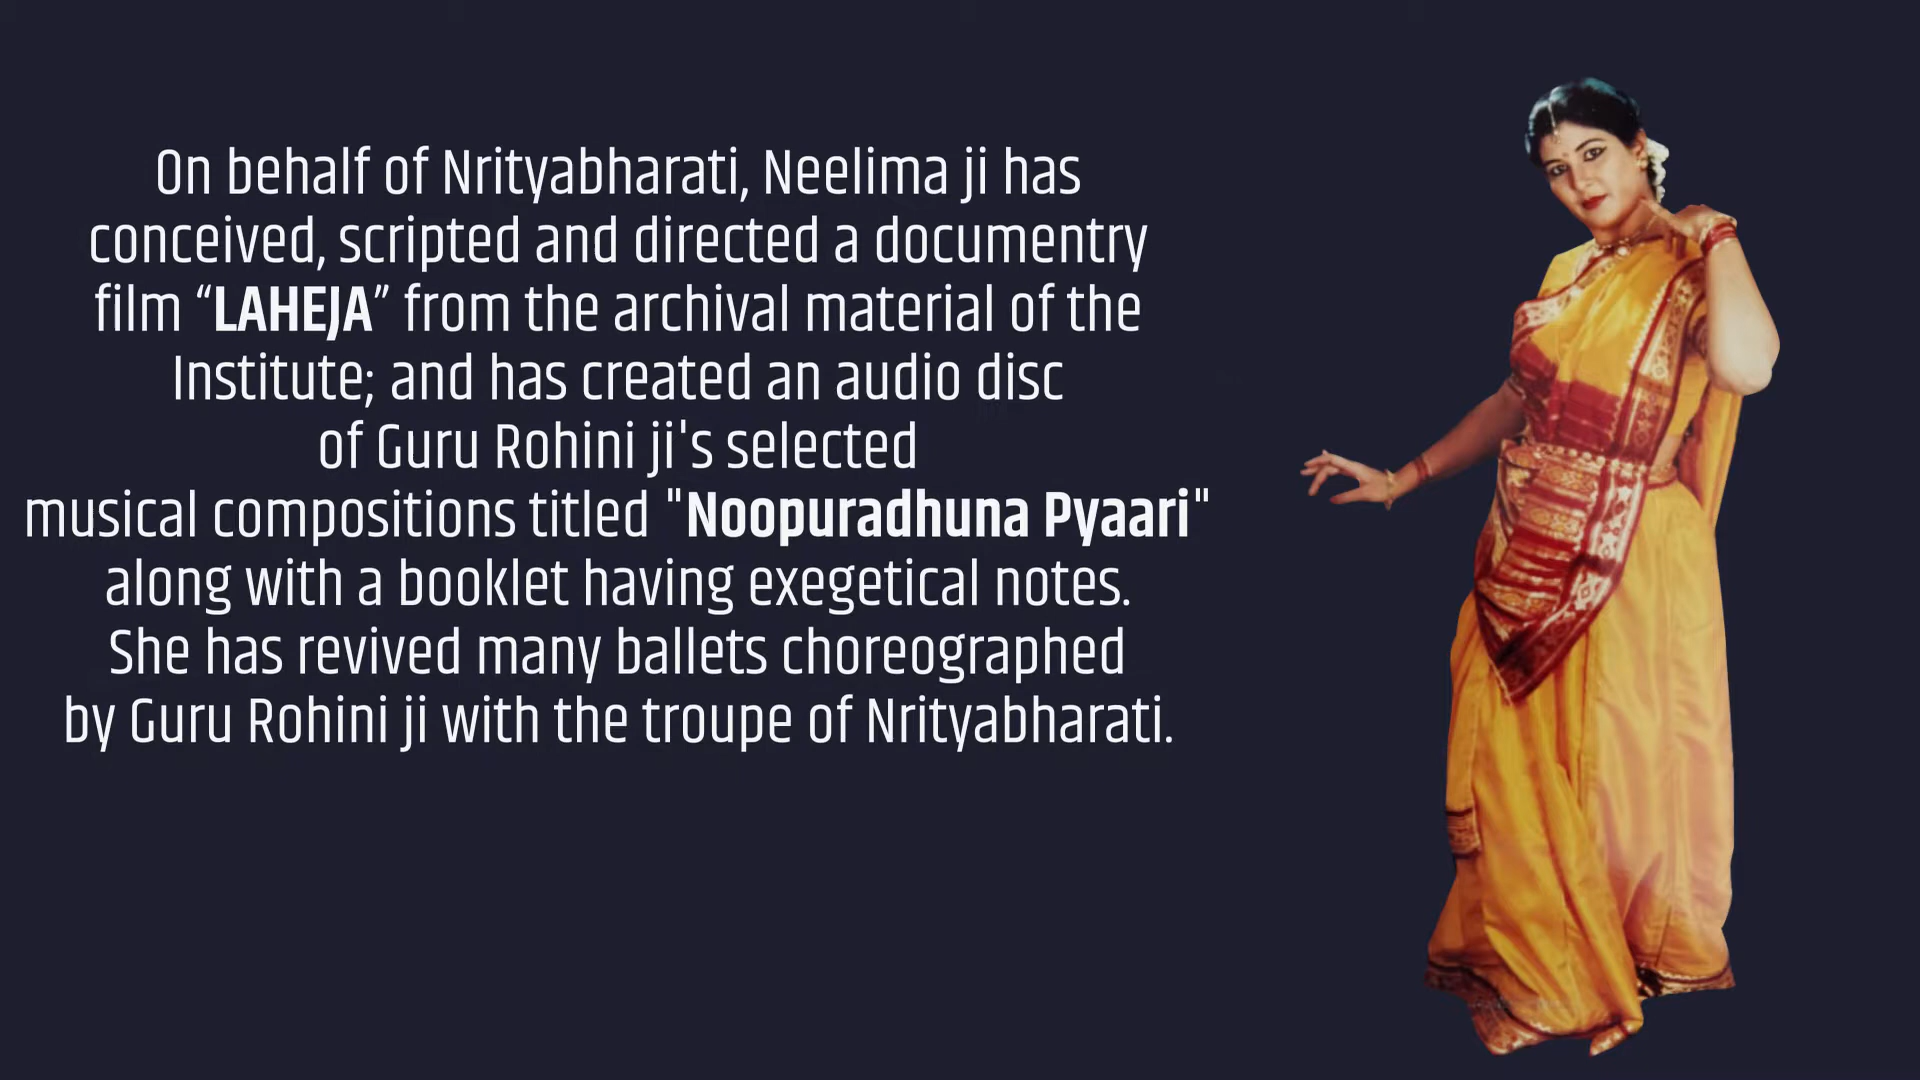 On behalf of Nrityabharati, Neelima ji has
conceived, scripted and directed a documentry
film “LAHEJA” from the archival material of the
Institute; and has created an audio disc
of Guru Rohini ji's selected
musical compositions titled "Noopuradhuna Pyaari"
along with a booklet having exegetical notes.
She has revived many ballets choreographed
by Guru Rohini ji with the troupe of Nrityabharati.